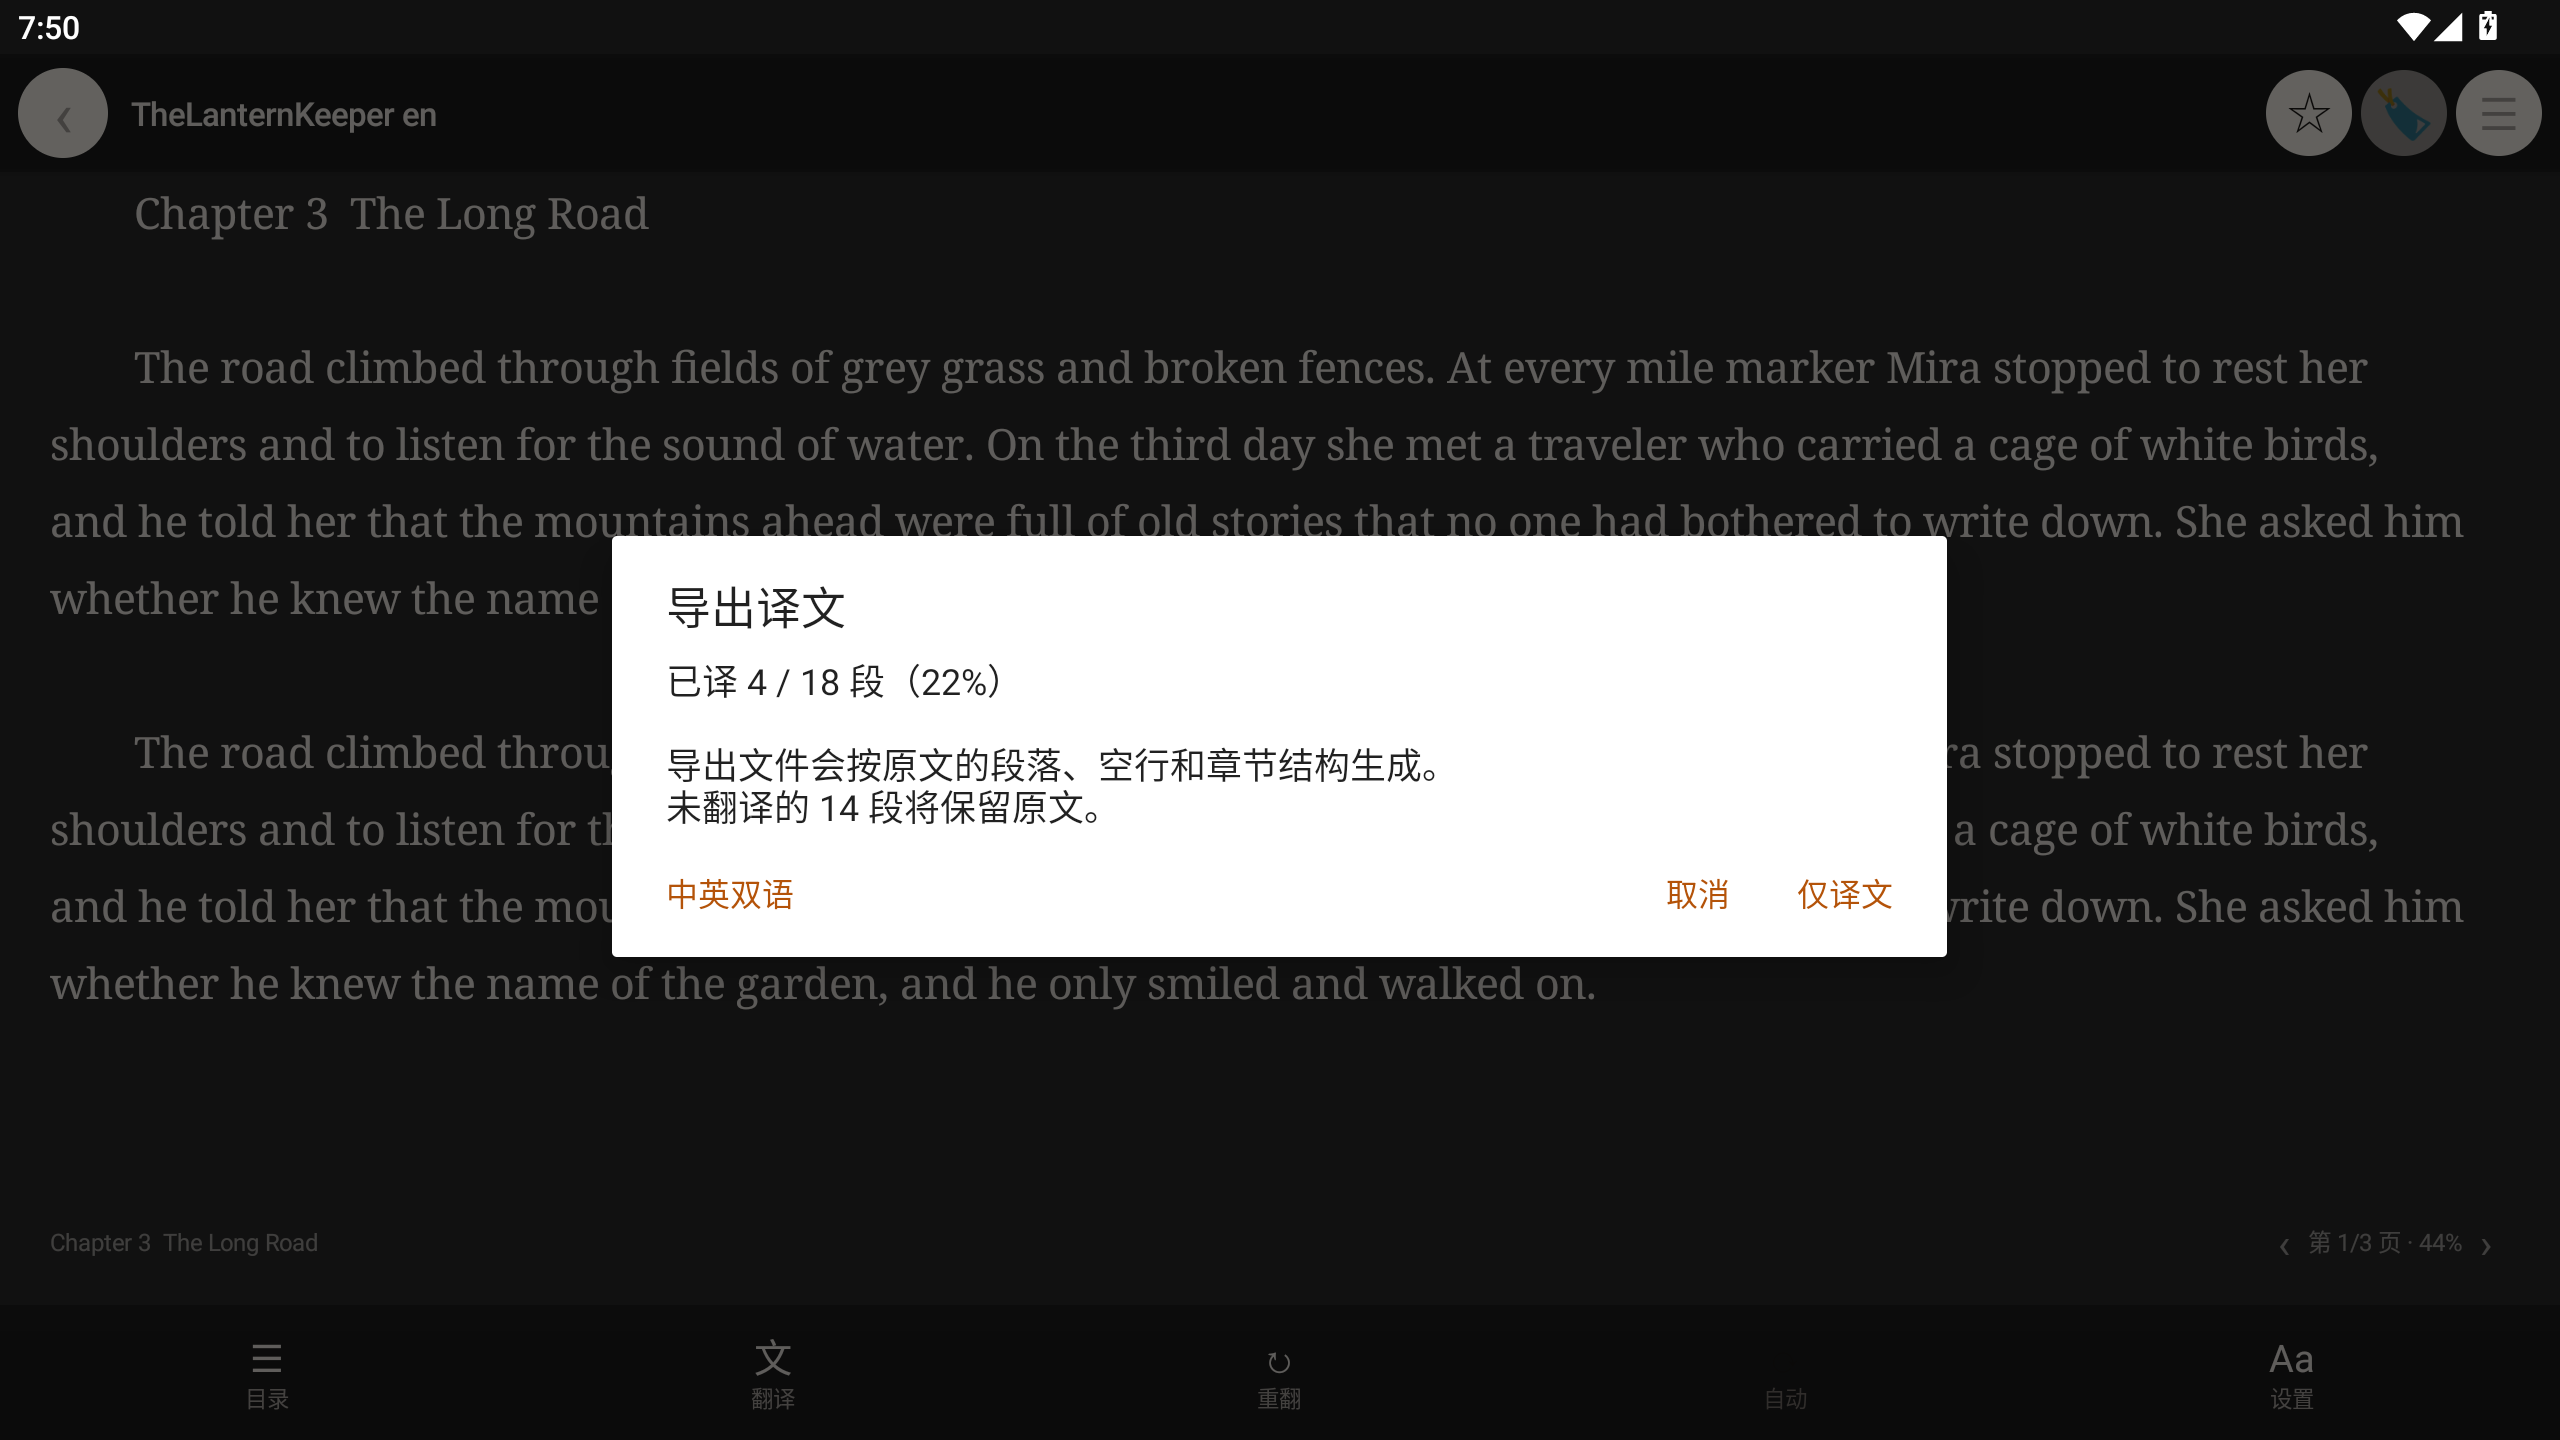 7:50
TheLanternKeeper en
Chapter 3 The Long Road
The road climbed through fields of grey grass and broken fences. At every mile marker Mira stopped to rest her
shoulders and to listen for the sound of water. On the third day she met a traveler who carried a cage of white birds,
and he told her that the mountains ahead were full of old stories that no one had bothered to write down. She asked him
whether he knew the name
导出译文
已译 4 / 18 段（22%）
导出文件会按原文的段落、空行和章节结构生成。
未翻译的 14 段将保留原文。
中英双语
取消
仅译文
The road climbed throu ra stopped to rest her
shoulders and to listen for th a cage of white birds,
and he told her that the mou write down. She asked him
whether he knew the name of the garden, and he only smiled and walked on.
Chapter 3 The Long Road
‹ 第 1/3 页 · 44% ›
目录
文
翻译
重翻
自动
Aa
设置